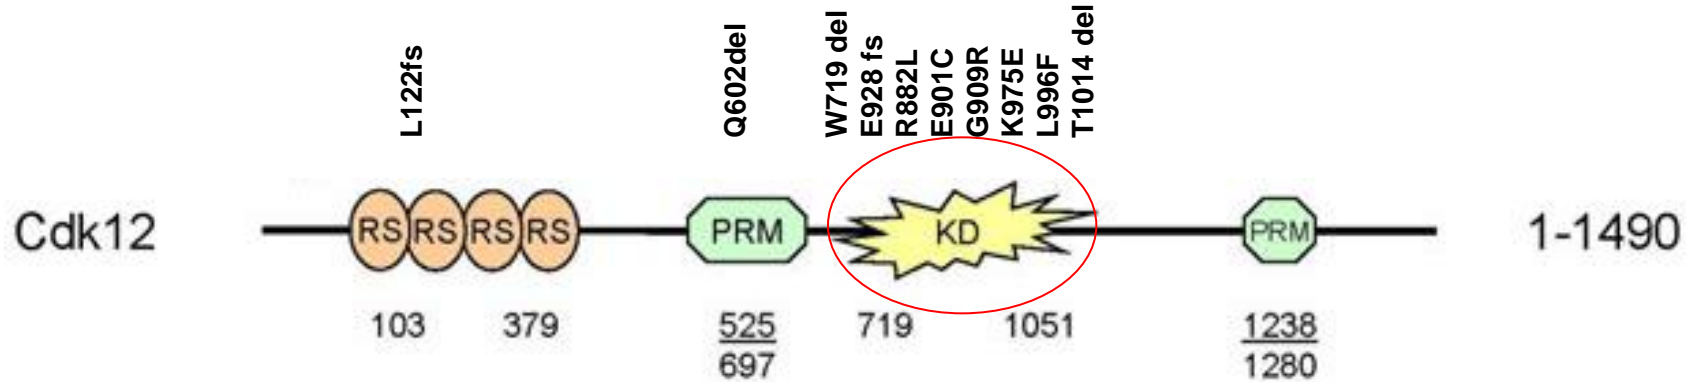 L122fs
Q602del
W719 del
E928 fs
R882L
E901C
G909R
K975E
L996F
T1014 del
Cdk12
RS
RS
RS
RS
PRM
KD
PRM
1-1490
103
379
525
697
719
1051
1238
1280